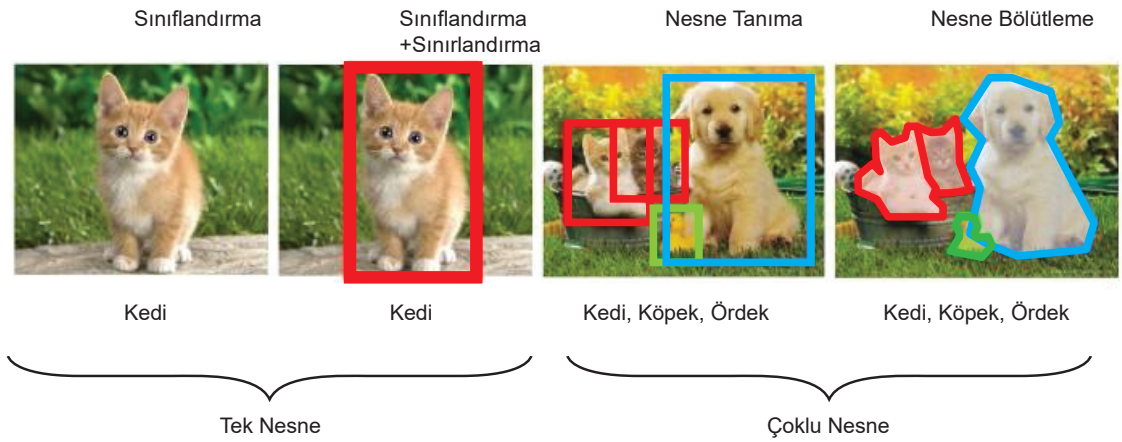 Sınıflandırma
Sınıflandırma
+Sınırlandırma
Nesne Tanıma
Nesne Bölütleme
Kedi
Kedi
Kedi, Köpek, Ördek
Kedi, Köpek, Ördek
Tek Nesne
Çoklu Nesne